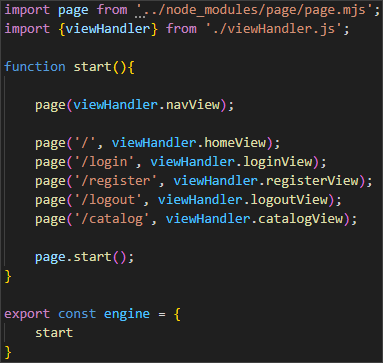 import page from '../node_modules/page/page.mjs';
import {viewHandler} from './viewHandler.js';
function start(){
page(viewHandler.navView);
page('/', viewHandler.homeView);
page('/login', viewHandler.loginView);
page('/register', viewHandler.registerView);
page('/logout', viewHandler.logoutView);
page('/catalog', viewHandler.catalogView);
page.start();
}
export const engine = {
start
}